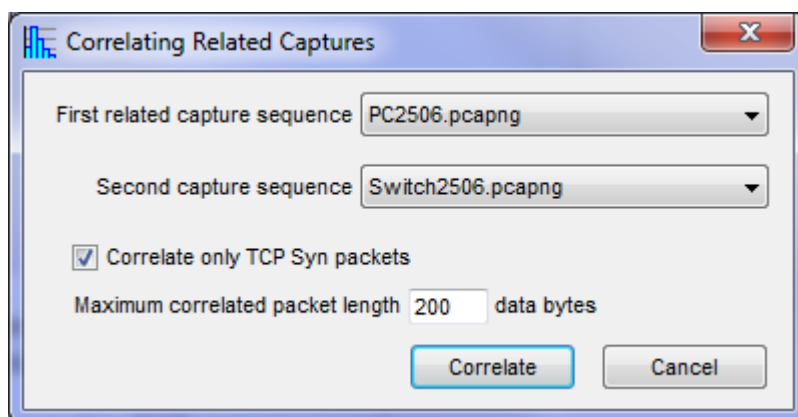 Correlating Related Captures
First related capture sequence PC2506.pcapng
Second capture sequence Switch2506.pcapng
Correlate only TCP Syn packets
Maximum correlated packet length 200 data bytes
Correlate Cancel